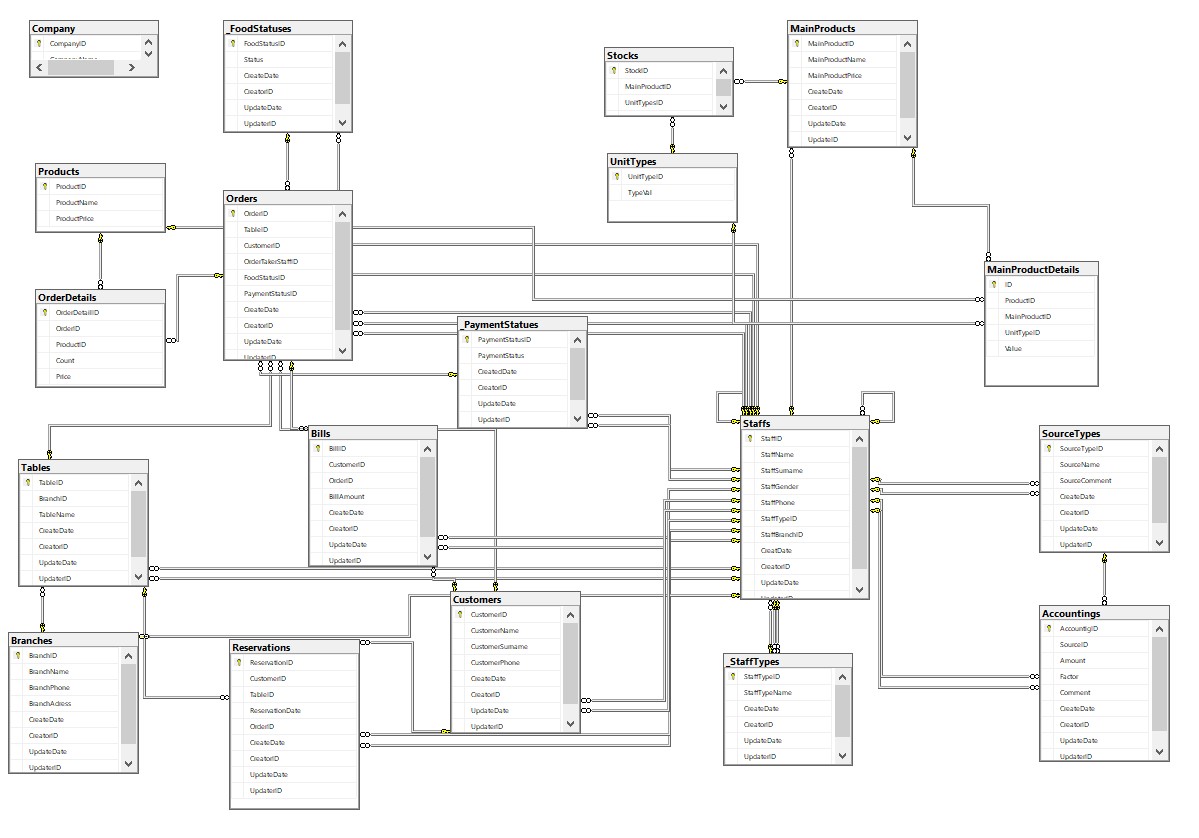 Company
CompanyID
CompanyName
_FoodStatuses
FoodStatusID
Status
CreateDate
CreatorID
UpdateDate
UpdaterID
Stocks
StockID
MainProductID
UnitTypesID
MainProducts
MainProductID
MainProductName
MainProductPrice
CreateDate
CreatorID
UpdateDate
UpdateID
Products
ProductID
ProductName
ProductPrice
UnitTypes
UnitTypeID
TypeVal
Orders
OrderID
TableID
CustomerID
OrderTakerStaffID
FoodStatusID
PaymentStatusID
CreateDate
CreatorID
UpdateDate
UpdaterID
OrderDetails
OrderDetailID
OrderID
ProductID
Count
Price
MainProductDetails
ID
ProductID
MainProductID
UnitTypeID
Value
_PaymentStatues
PaymentStatusID
PaymentStatus
CreatedDate
CreatorID
UpdateDate
UpdaterID
Bills
BillID
CustomerID
OrderID
BillAmount
CreateDate
CreatorID
UpdateDate
UpdaterID
Staffs
StaffID
StaffName
StaffSurname
StaffGender
StaffPhone
StaffTypeID
StaffBranchID
CreatDate
CreatorID
UpdateDate
UpdaterID
SourceTypes
SourceTypeID
SourceName
SourceComment
CreateDate
CreatorID
UpdateDate
UpdaterID
Tables
TableID
BranchID
TableName
CreateDate
CreatorID
UpdateDate
UpdaterID
Customers
CustomerID
CustomerName
CustomerSurname
CustomerPhone
CreateDate
CreatorID
UpdateDate
UpdaterID
Accountings
AccountigID
SourceID
Amount
Factor
Comment
CreateDate
CreatorID
UpdateDate
UpdaterID
Branches
BranchID
BranchName
BranchPhone
BranchAdress
CreateDate
CreatorID
UpdateDate
UpdaterID
Reservations
ReservationID
CustomerID
TableID
ReservationDate
OrderID
CreateDate
CreatorID
UpdateDate
UpdaterID
_StaffTypes
StaffTypeID
StaffTypeName
CreateDate
CreatorID
UpdateDate
UpdaterID